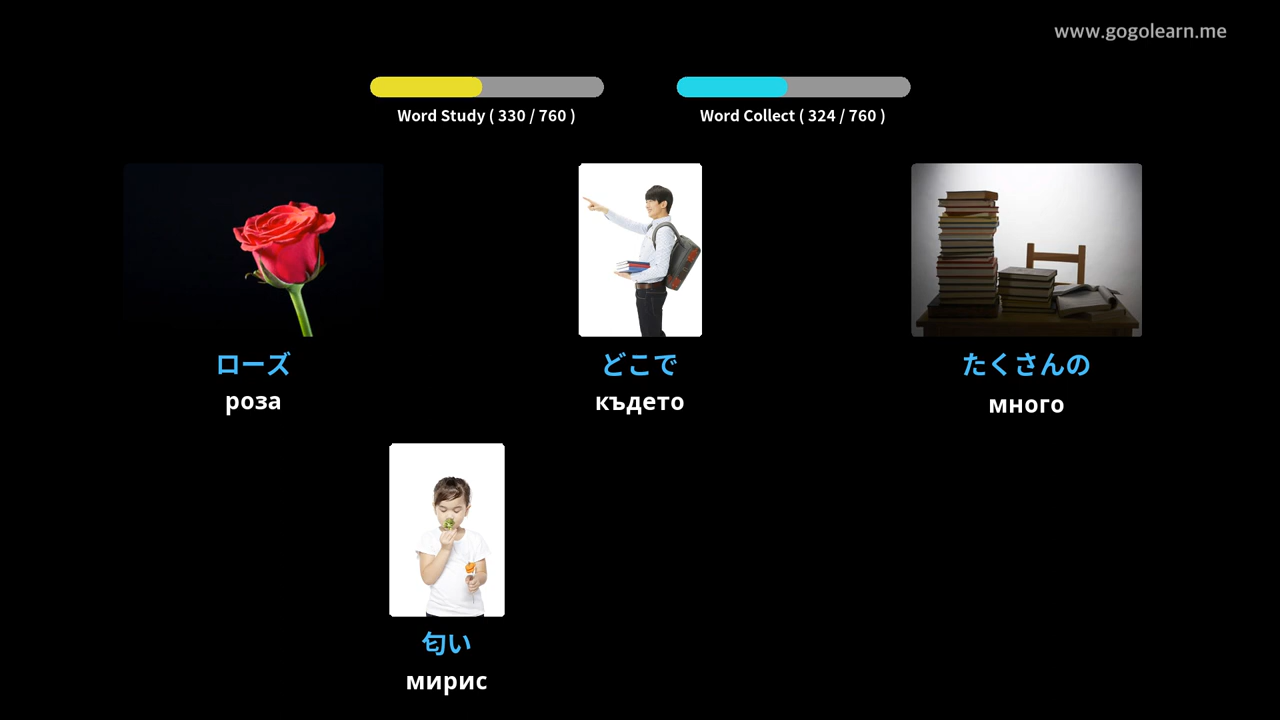 www.gogolearn.me
Word Study ( 330 / 760 )
Word Collect ( 324 / 760 )
ローズ
роза
どこで
където
たくさんの
много
匂い
мирис